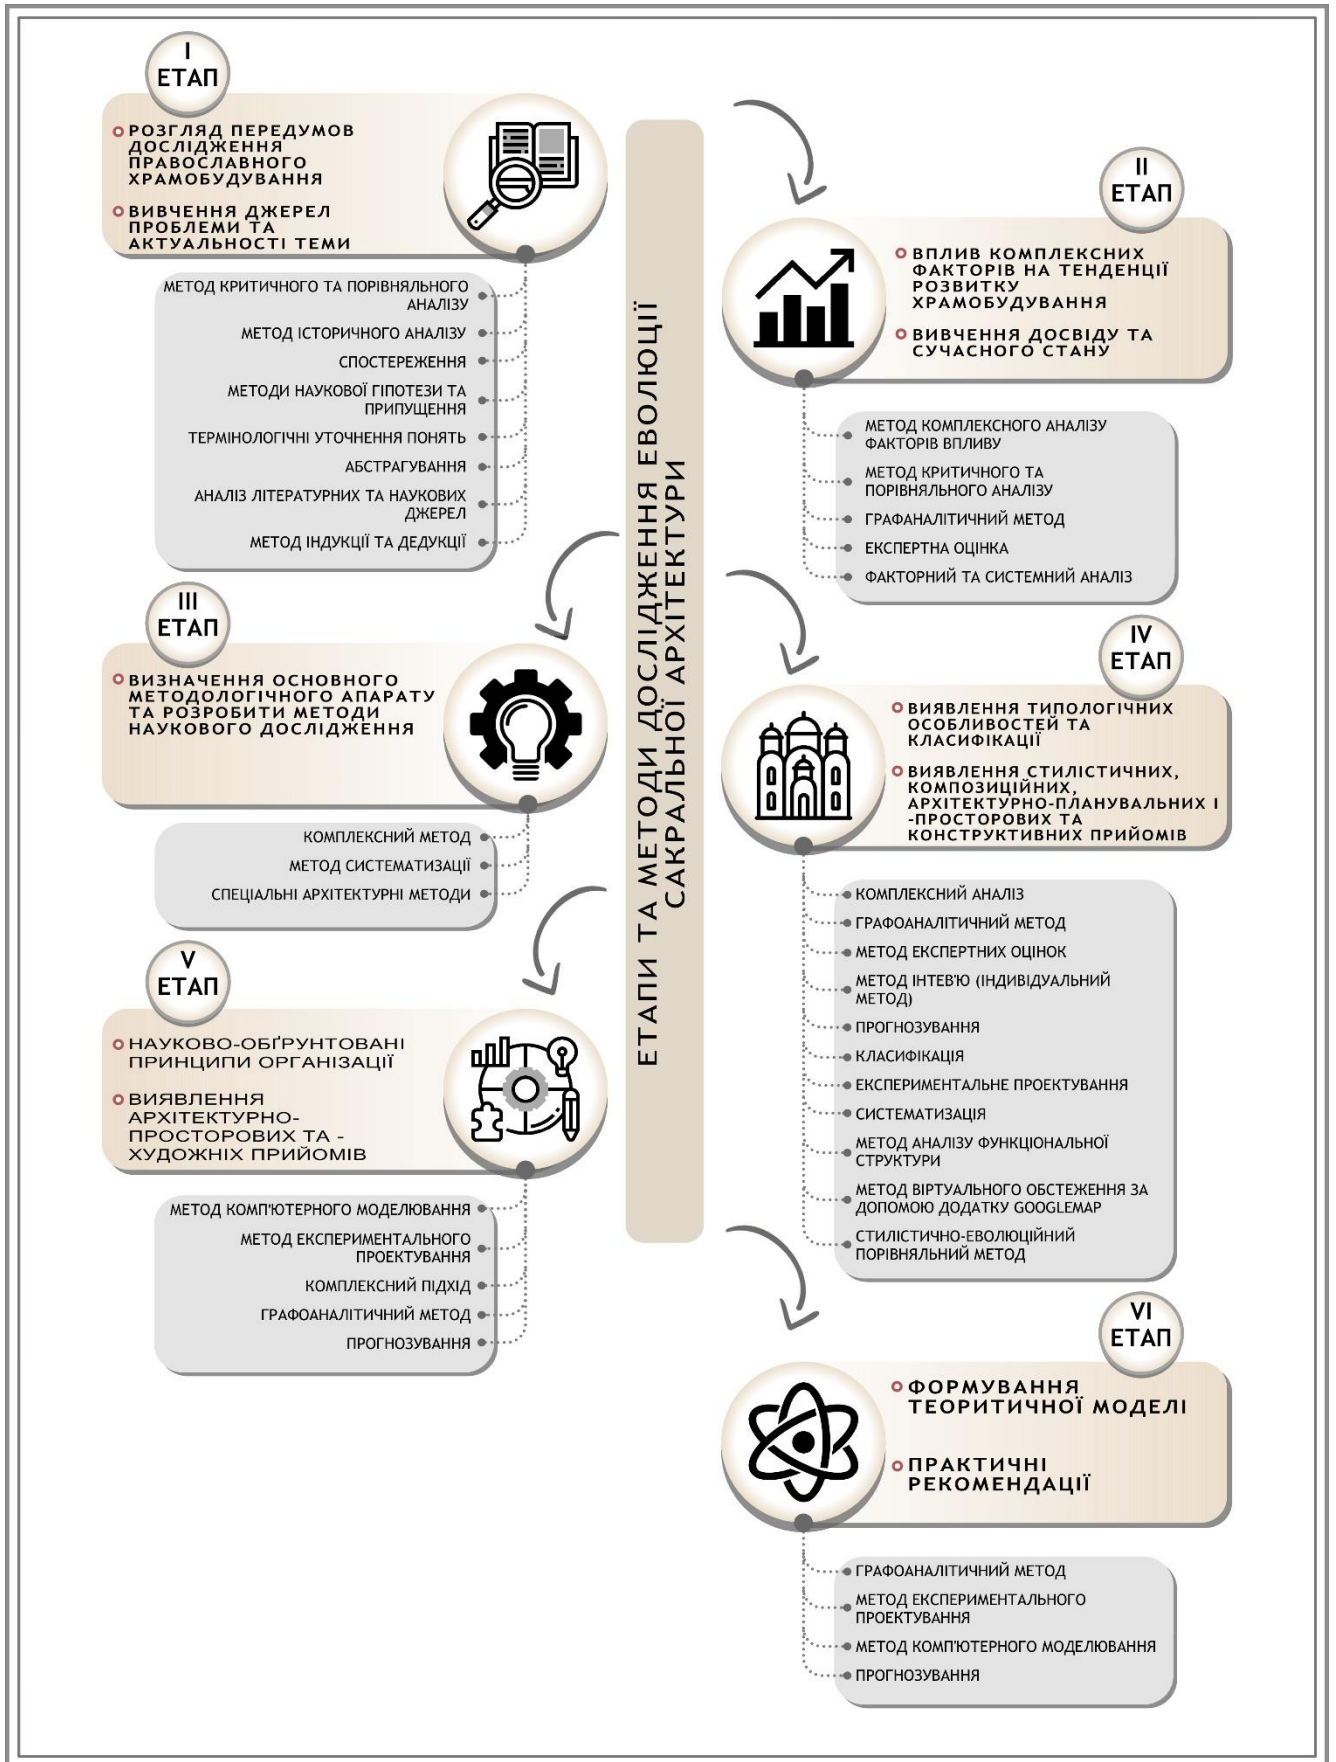 I
ЕТАП
РОЗГЛЯД ПЕРЕДУМОВ
ДОСЛІДЖЕННЯ
ПРАВОСЛАВНОГО
ХРАМОБУДУВАННЯ
ВИВЧЕННЯ ДЖЕРЕЛ
ПРОБЛЕМИ ТА
АКТУАЛЬНОСТІ ТЕМИ
МЕТОД КРИТИЧНОГО ТА ПОРІВНЯЛЬНОГО
АНАЛІЗУ
МЕТОД ІСТОРИЧНОГО АНАЛІЗУ
СПОСТЕРЕЖЕННЯ
МЕТОДИ НАУКОВОЇ ГІПОТЕЗИ ТА
ПРИПУЩЕННЯ
ТЕРМІНОЛОГІЧНІ УТОЧНЕННЯ ПОНЯТЬ
АБСТРАГУВАННЯ
АНАЛІЗ ЛІТЕРАТУРНИХ ТА НАУКОВИХ
ДЖЕРЕЛ
МЕТОД ІНДУКЦІЇ ТА ДЕДУКЦІЇ
ЕТАПИ ТА МЕТОДИ ДОСЛІДЖЕННЯ ЕВОЛЮЦІЇ
САКРАЛЬНОЇ АРХІТЕКТУРИ
II
ЕТАП
ВПЛИВ КОМПЛЕКСНИХ
ФАКТОРІВ НА ТЕНДЕНЦІЇ
РОЗВИТКУ
ХРАМОБУДУВАННЯ
ВИВЧЕННЯ ДОСВІДУ ТА
СУЧАСНОГО СТАНУ
МЕТОД КОМПЛЕКСНОГО АНАЛІЗУ
ФАКТОРІВ ВПЛИВУ
МЕТОД КРИТИЧНОГО ТА
ПОРІВНЯЛЬНОГО АНАЛІЗУ
ГРАФАНАЛІТИЧНИЙ МЕТОД
ЕКСПЕРТНА ОЦІНКА
ФАКТОРНИЙ ТА СИСТЕМНИЙ АНАЛІЗ
III
ЕТАП
ВИЗНАЧЕННЯ ОСНОВНОГО
МЕТОДОЛОГІЧНОГО АПАРАТУ
ТА РОЗРОБИТИ МЕТОДИ
НАУКОВОГО ДОСЛІДЖЕННЯ
КОМПЛЕКСНИЙ МЕТОД
МЕТОД СИСТЕМАТИЗАЦІЇ
СПЕЦІАЛЬНІ АРХІТЕКТУРНІ МЕТОДИ
IV
ЕТАП
ВИЯВЛЕННЯ ТИПОЛОГІЧНИХ
ОСОБЛИВОСТЕЙ ТА
КЛАСИФІКАЦІЇ
ВИЯВЛЕННЯ СТИЛІСТИЧНИХ,
КОМПОЗИЦІЙНИХ,
АРХІТЕКТУРНО-ПЛАНУВАЛЬНИХ І
-ПРОСТОРОВИХ ТА
КОНСТРУКТИВНИХ ПРИЙОМІВ
КОМПЛЕКСНИЙ АНАЛІЗ
ГРАФОАНАЛІТИЧНИЙ МЕТОД
МЕТОД ЕКСПЕРТНИХ ОЦІНОК
МЕТОД ІНТЕВ'Ю (ІНДИВІДУАЛЬНИЙ
МЕТОД)
ПРОГНОЗУВАННЯ
КЛАСИФІКАЦІЯ
ЕКСПЕРИМЕНТАЛЬНЕ ПРОЕКТУВАННЯ
СИСТЕМАТИЗАЦІЯ
МЕТОД АНАЛІЗУ ФУНКЦІОНАЛЬНОЇ
СТРУКТУРИ
МЕТОД ВІРТУАЛЬНОГО ОБСТЕЖЕННЯ ЗА
ДОПОМОЮ ДОДАТКУ GOOGLEMAP
СТИЛІСТИЧНО-ЕВОЛЮЦІЙНИЙ
ПОРІВНЯЛЬНИЙ МЕТОД
V
ЕТАП
НАУКОВО-ОБҐРУНТОВАНІ
ПРИНЦИПИ ОРГАНІЗАЦІЇ
ВИЯВЛЕННЯ
АРХІТЕКТУРНО-
ПРОСТОРОВИХ ТА -
ХУДОЖНІХ ПРИЙОМІВ
МЕТОД КОМП'ЮТЕРНОГО МОДЕЛЮВАННЯ
МЕТОД ЕКСПЕРИМЕНТАЛЬНОГО
ПРОЕКТУВАННЯ
КОМПЛЕКСНИЙ ПІДХІД
ГРАФОАНАЛІТИЧНИЙ МЕТОД
ПРОГНОЗУВАННЯ
VI
ЕТАП
ФОРМУВАННЯ
ТЕОРИТИЧНОЇ МОДЕЛІ
ПРАКТИЧНІ
РЕКОМЕНДАЦІЇ
ГРАФОАНАЛІТИЧНИЙ МЕТОД
МЕТОД ЕКСПЕРИМЕНТАЛЬНОГО
ПРОЕКТУВАННЯ
МЕТОД КОМП'ЮТЕРНОГО МОДЕЛЮВАННЯ
ПРОГНОЗУВАННЯ